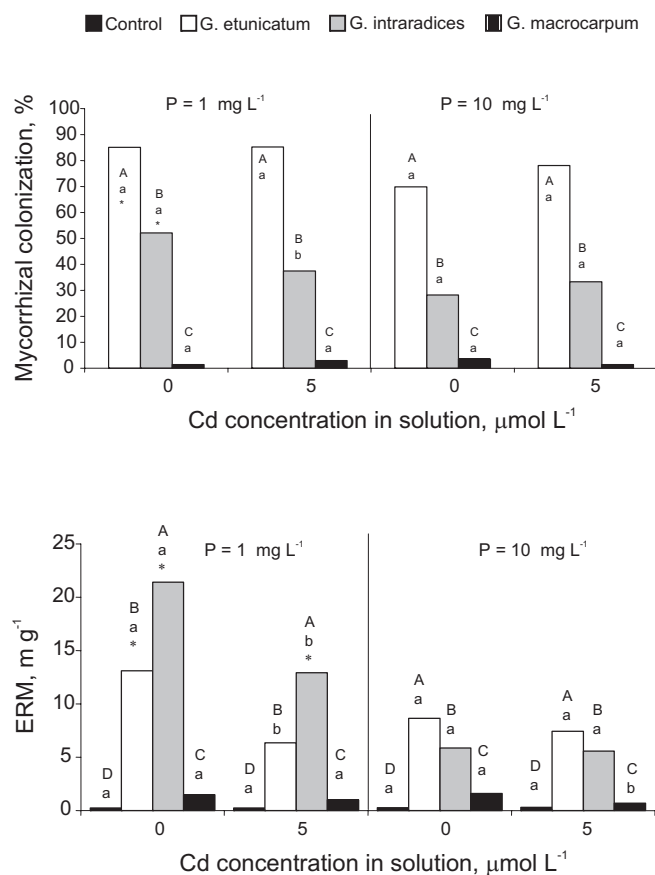 Control G. etunicatum G. intraradices G. macrocarpum
P = 1 mg L-1 P = 10 mg L-1
Mycorrhizal colonization, %
100
90
80
70
60
50
40
30
20
10
0
A a * B a * C a
A a B b C a
A a B a C a
A a B a C a
0 5 0 5
Cd concentration in solution, μmol L-1
P = 1 mg L-1 P = 10 mg L-1
ERM, m g-1
25
20
15
10
5
0
D a B a * A a * C a
D a B b A b * C a
D a A a B a C a
D a A a B a C b
0 5 0 5
Cd concentration in solution, μmol L-1